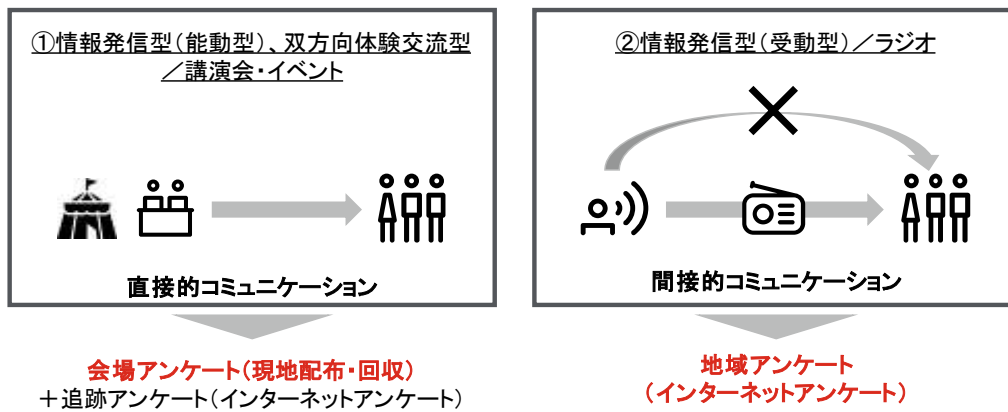 ①情報発信型（能動型）、双方向体験交流型
／講演会・イベント
直接的コミュニケーション
会場アンケート（現地配布・回収）
＋追跡アンケート（インターネットアンケート）
②情報発信型（受動型）／ラジオ
間接的コミュニケーション
地域アンケート
（インターネットアンケート）